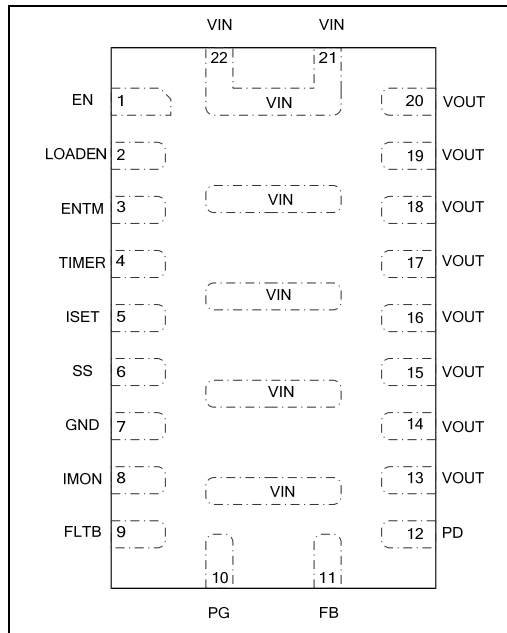 VIN VIN
22 21
EN 1 VIN 20 VOUT
LOADEN 2 19 VOUT
ENTM 3 VIN 18 VOUT
TIMER 4 17 VOUT
VIN
ISET 5 16 VOUT
SS 6 15 VOUT
VIN
GND 7 14 VOUT
IMON 8 13 VOUT
VIN
FLTB 9 12 PD
10 11
PG FB